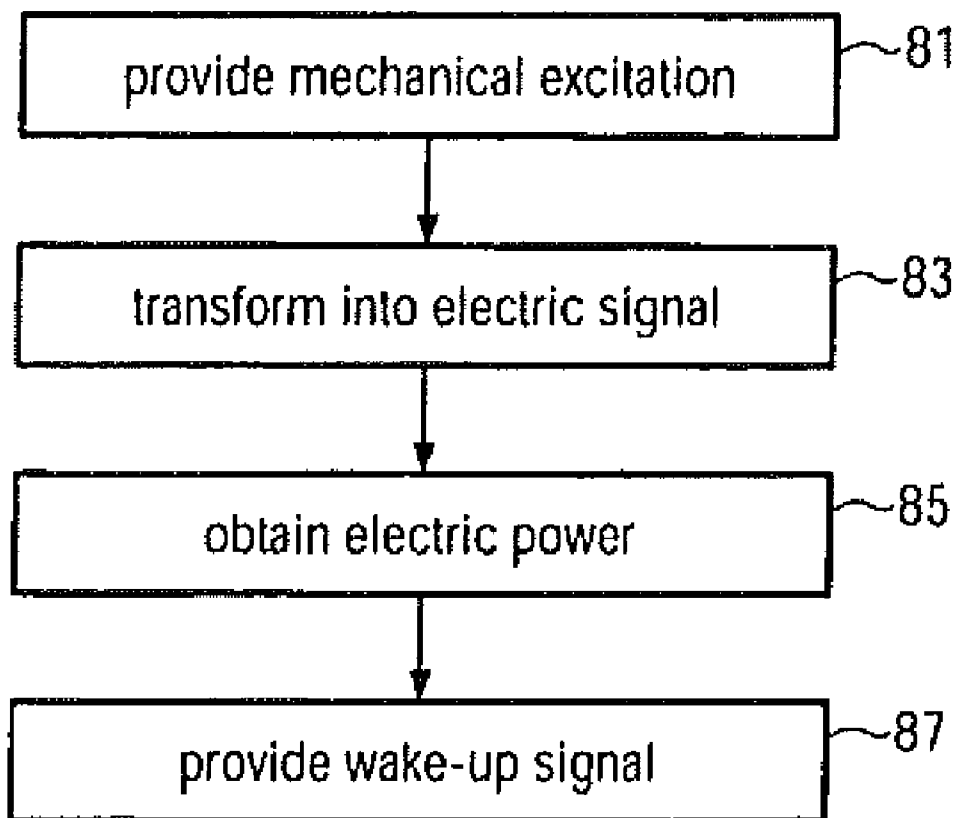 provide mechanical excitation
81
transform into electric signal
83
obtain electric power
85
provide wake-up signal
87